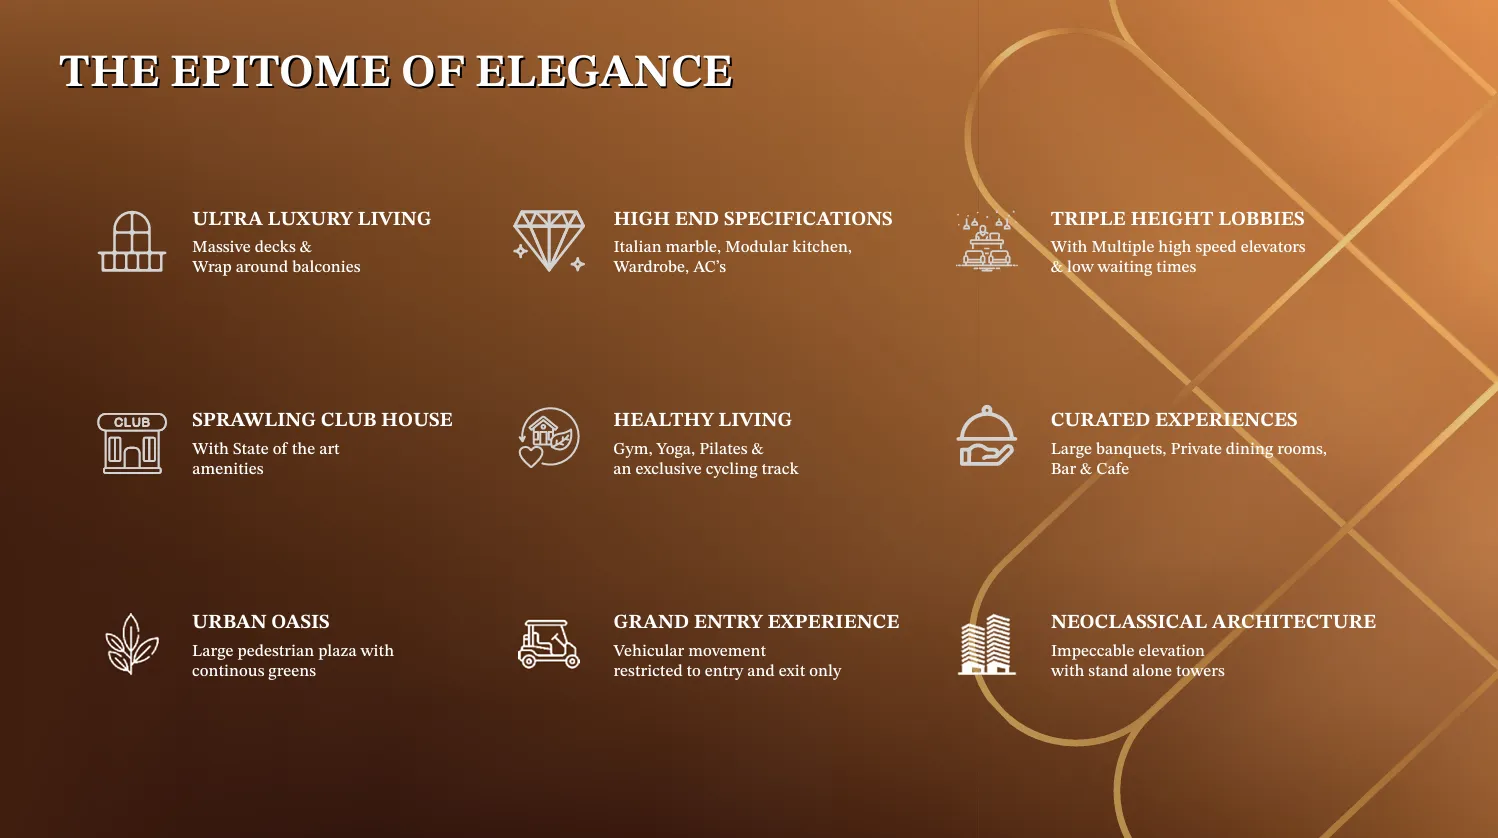 THE EPITOME OF ELEGANCE
ULTRA LUXURY LIVING
Massive decks &
Wrap around balconies
HIGH END SPECIFICATIONS
Italian marble, Modular kitchen,
Wardrobe, AC’s
TRIPLE HEIGHT LOBBIES
With Multiple high speed elevators
& low waiting times
CLUB
SPRAWLING CLUB HOUSE
With State of the art
amenities
HEALTHY LIVING
Gym, Yoga, Pilates &
an exclusive cycling track
CURATED EXPERIENCES
Large banquets, Private dining rooms,
Bar & Cafe
URBAN OASIS
Large pedestrian plaza with
continous greens
GRAND ENTRY EXPERIENCE
Vehicular movement
restricted to entry and exit only
NEOCLASSICAL ARCHITECTURE
Impeccable elevation
with stand alone towers